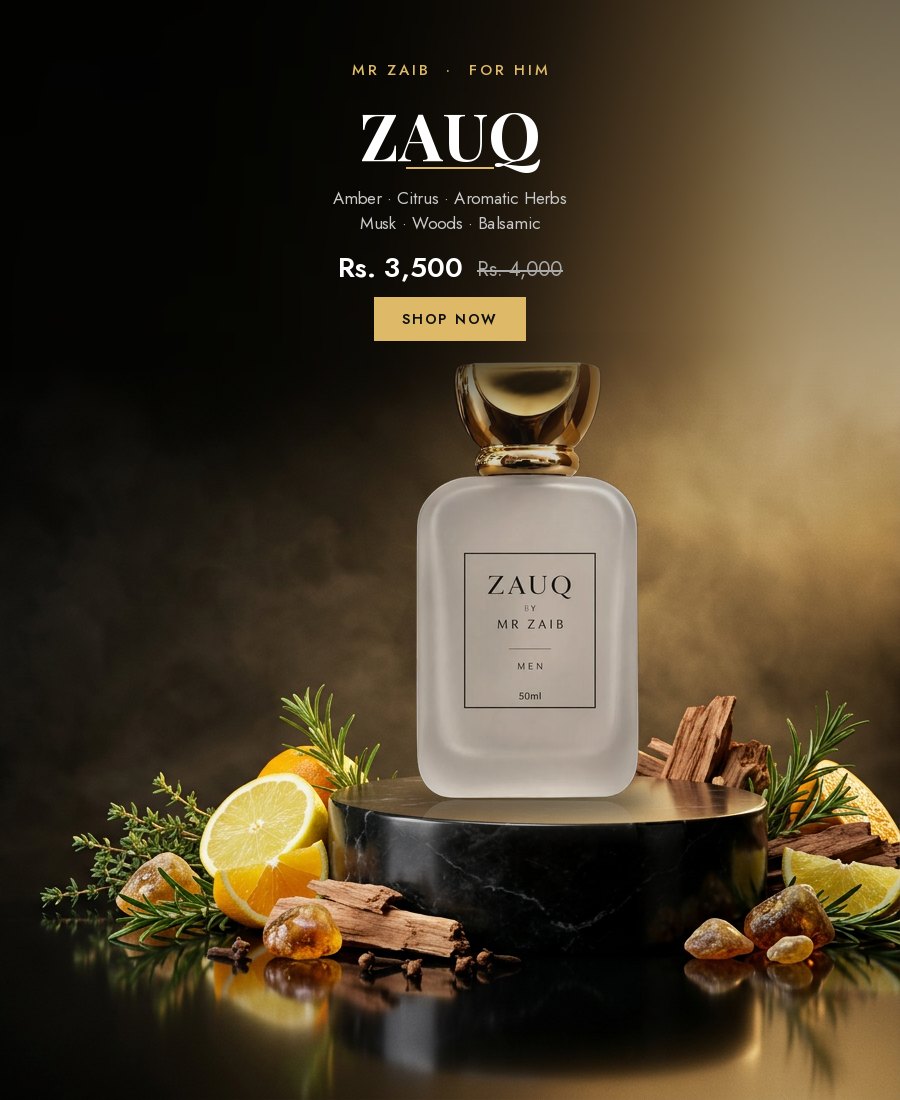 MR ZAIB · FOR HIM
ZAUQ
Amber · Citrus · Aromatic Herbs
Musk · Woods · Balsamic
Rs. 3,500 Rs. 4,000
SHOP NOW
ZAUQ
BY
MR ZAIB
MEN
50ml